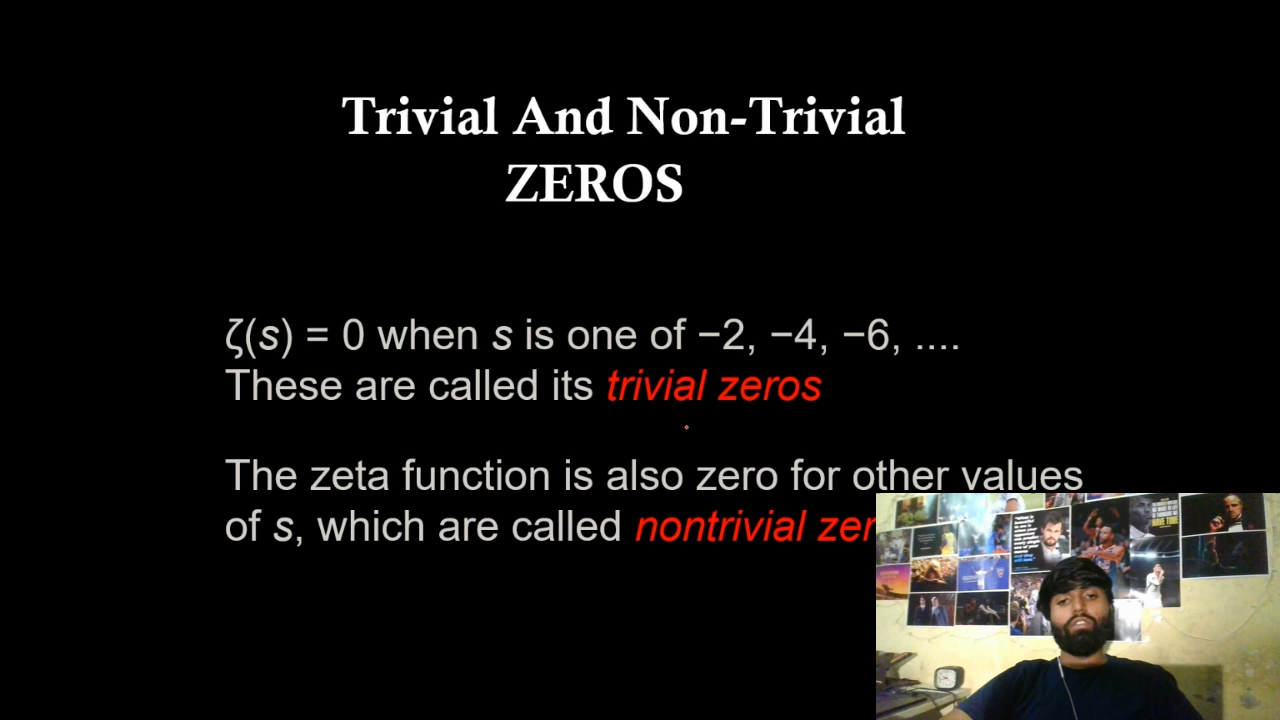 Trivial And Non-Trivial
ZEROS
ζ(s) = 0 when s is one of −2, −4, −6, ....
These are called its trivial zeros
The zeta function is also zero for other values
of s, which are called nontrivial zer